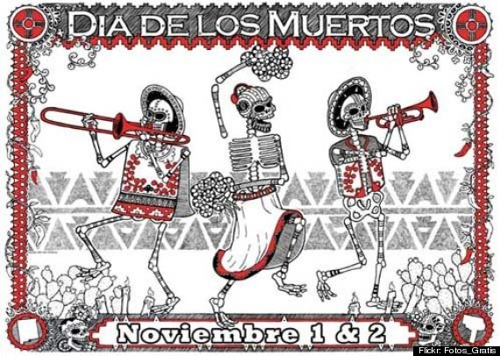 DIA DE LOS MUERTOS
Noviembre 1 & 2
Flickr: Fotos_Gratis